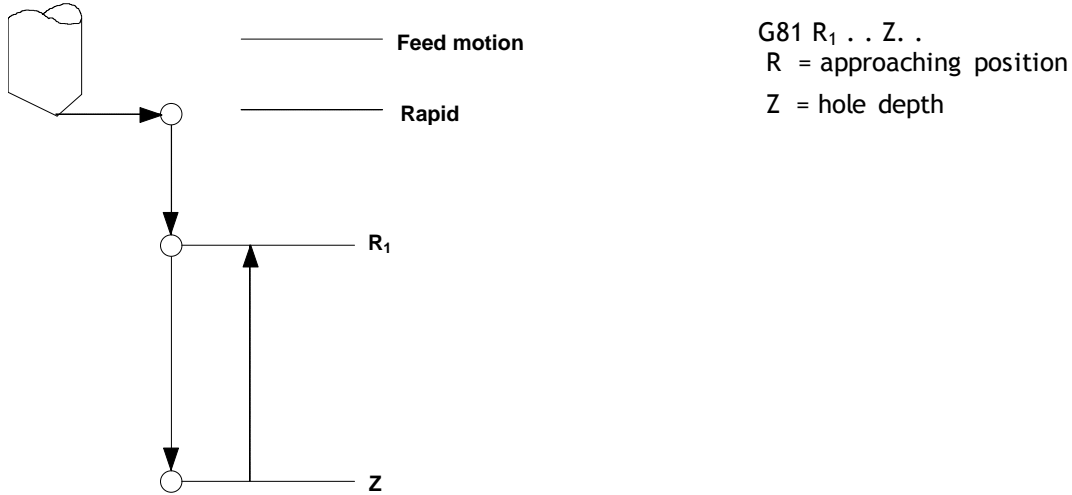 Feed motion
Rapid
G81 R₁ . . Z. .
R = approaching position
Z = hole depth
R₁
Z